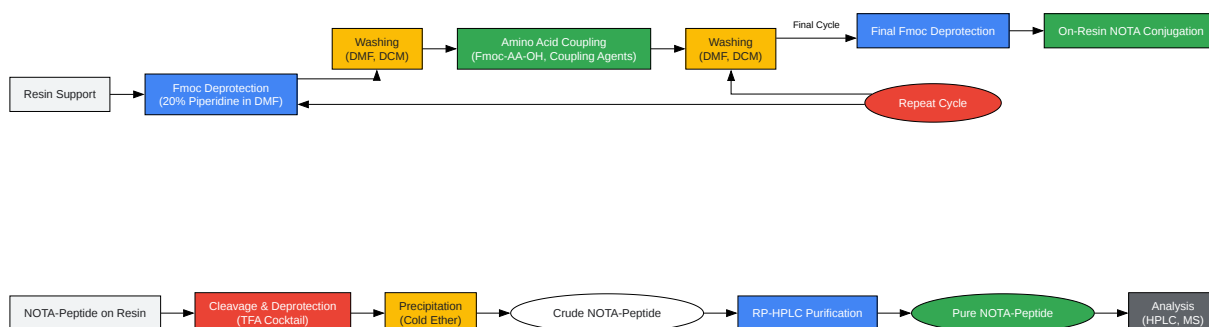 Resin Support
Fmoc Deprotection
(20% Piperidine in DMF)
Washing
(DMF, DCM)
Amino Acid Coupling
(Fmoc-AA-OH, Coupling Agents)
Washing
(DMF, DCM)
Final Cycle
Final Fmoc Deprotection
On-Resin NOTA Conjugation
Repeat Cycle
NOTA-Peptide on Resin
Cleavage & Deprotection
(TFA Cocktail)
Precipitation
(Cold Ether)
Crude NOTA-Peptide
RP-HPLC Purification
Pure NOTA-Peptide
Analysis
(HPLC, MS)